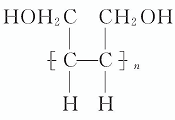 HOH₂C CH₂OH
[ C — C ]ₙ
H H